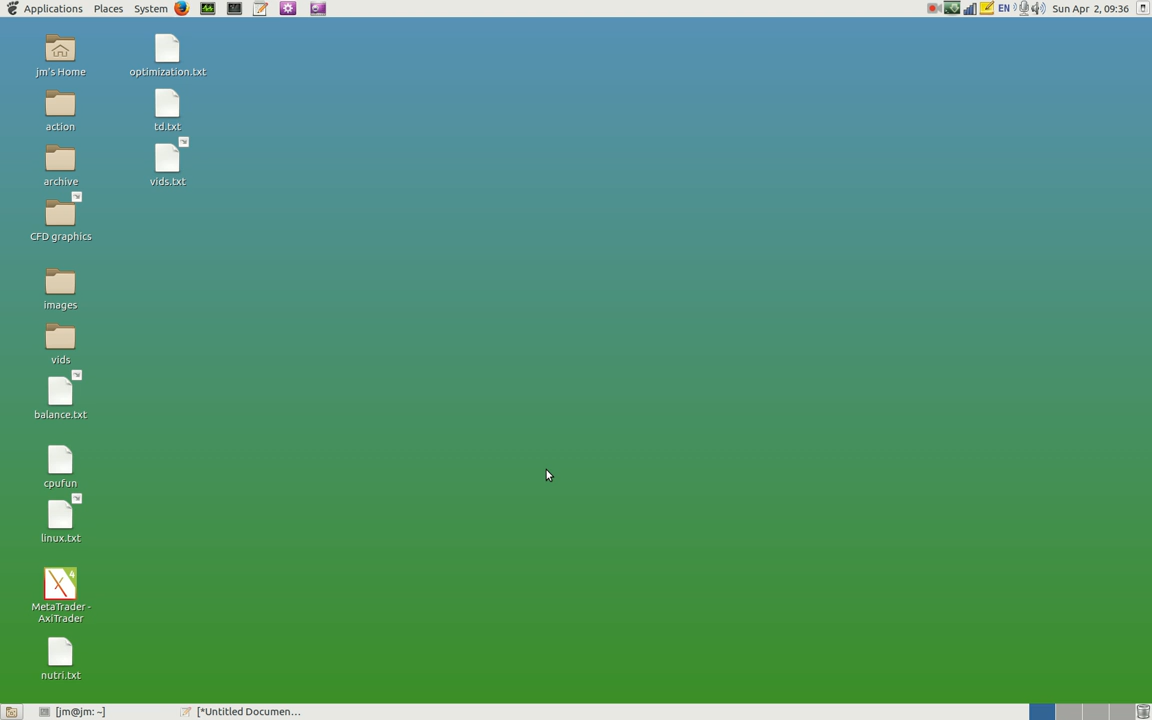 Applications Places System EN Sun Apr 2, 09:36
jm's Home
optimization.txt
action
td.txt
archive
vids.txt
CFD graphics
images
vids
balance.txt
cpufun
linux.txt
4
MetaTrader -
AxiTrader
nutri.txt
[jm@jm: ~] [*Untitled Documen...